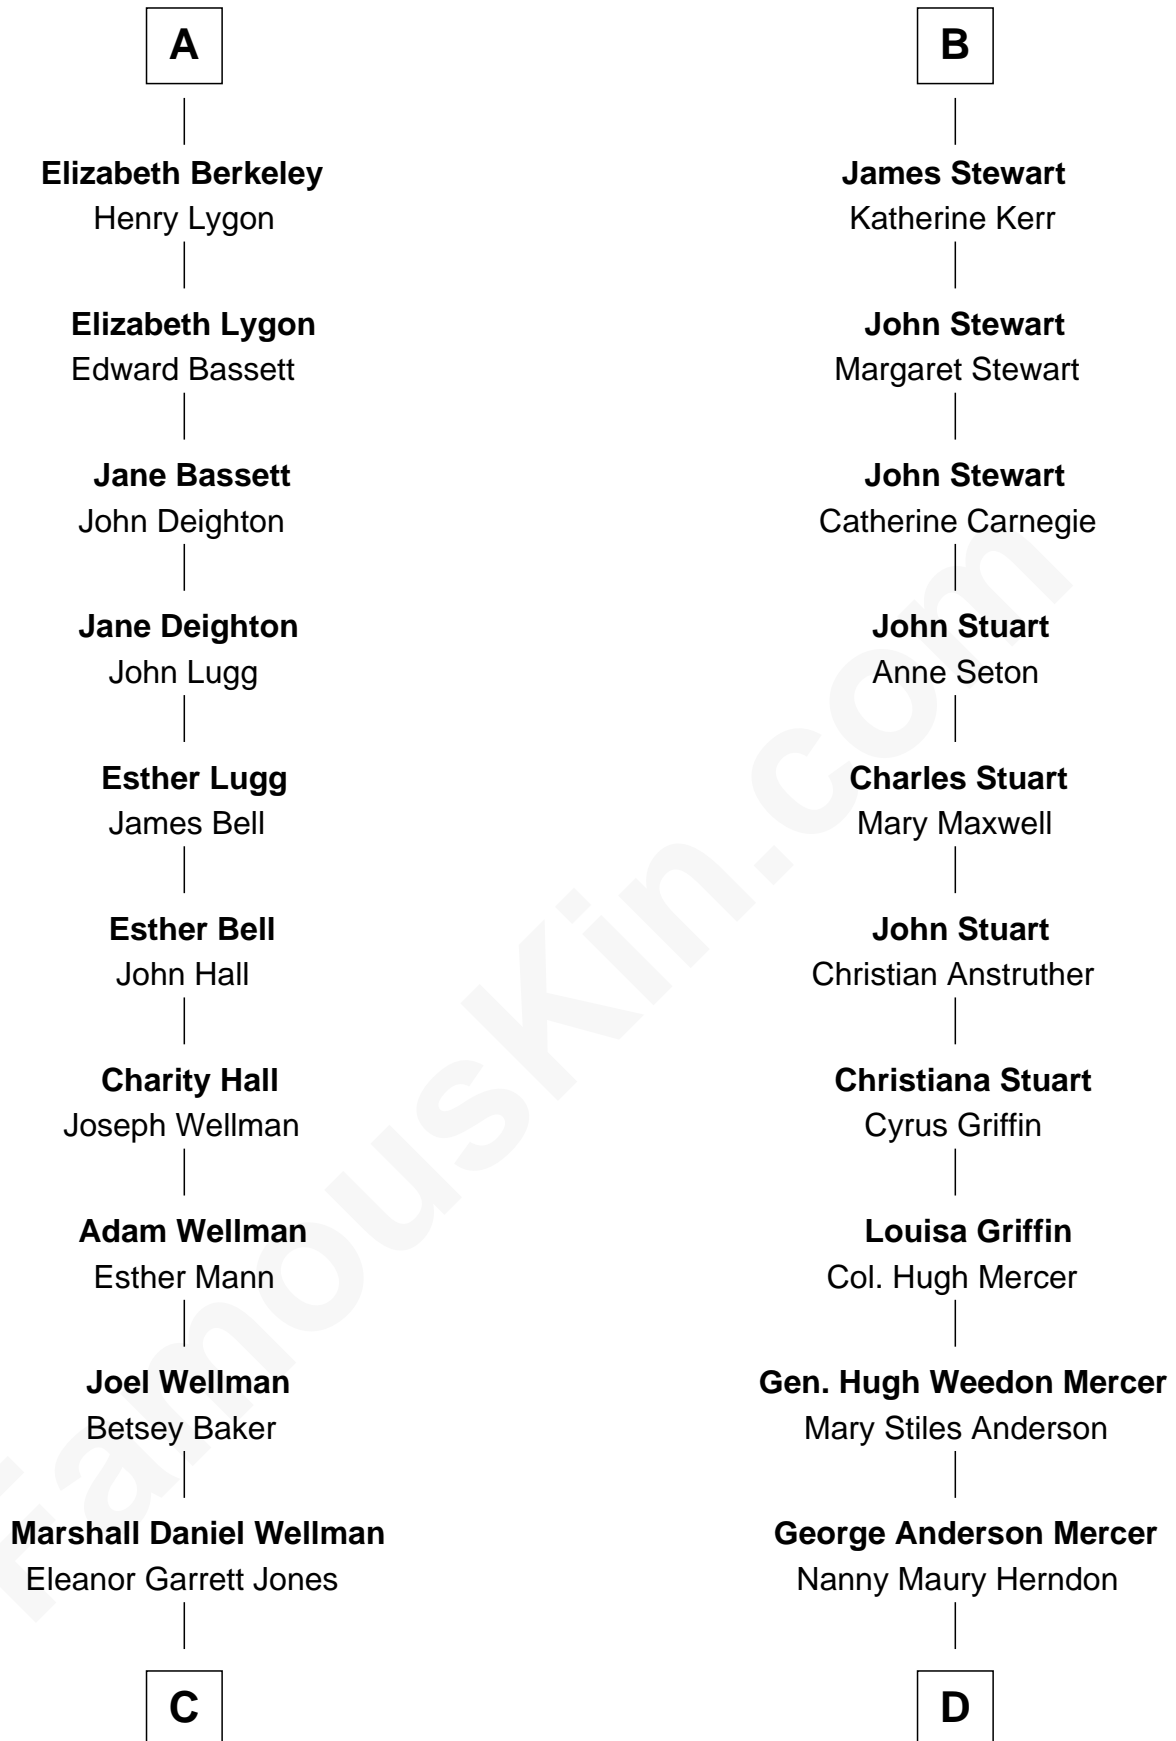 A
Elizabeth Berkeley
Henry Lygon
Elizabeth Lygon
Edward Bassett
Jane Bassett
John Deighton
Jane Deighton
John Lugg
Esther Lugg
James Bell
Esther Bell
John Hall
Charity Hall
Joseph Wellman
Adam Wellman
Esther Mann
Joel Wellman
Betsey Baker
Marshall Daniel Wellman
Eleanor Garrett Jones
C
B
James Stewart
Katherine Kerr
John Stewart
Margaret Stewart
John Stewart
Catherine Carnegie
John Stuart
Anne Seton
Charles Stuart
Mary Maxwell
John Stuart
Christian Anstruther
Christiana Stuart
Cyrus Griffin
Louisa Griffin
Col. Hugh Mercer
Gen. Hugh Weedon Mercer
Mary Stiles Anderson
George Anderson Mercer
Nanny Maury Herndon
D
FamousKin.com